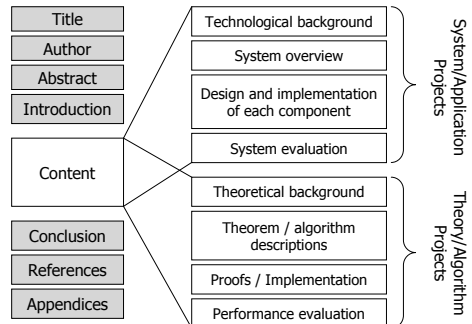 Title
Author
Abstract
Introduction
Content
Conclusion
References
Appendices
Technological background
System overview
Design and implementation
of each component
System evaluation
Theoretical background
Theorem / algorithm
descriptions
Proofs / Implementation
Performance evaluation
System/Application
Projects
Theory/Algorithm
Projects